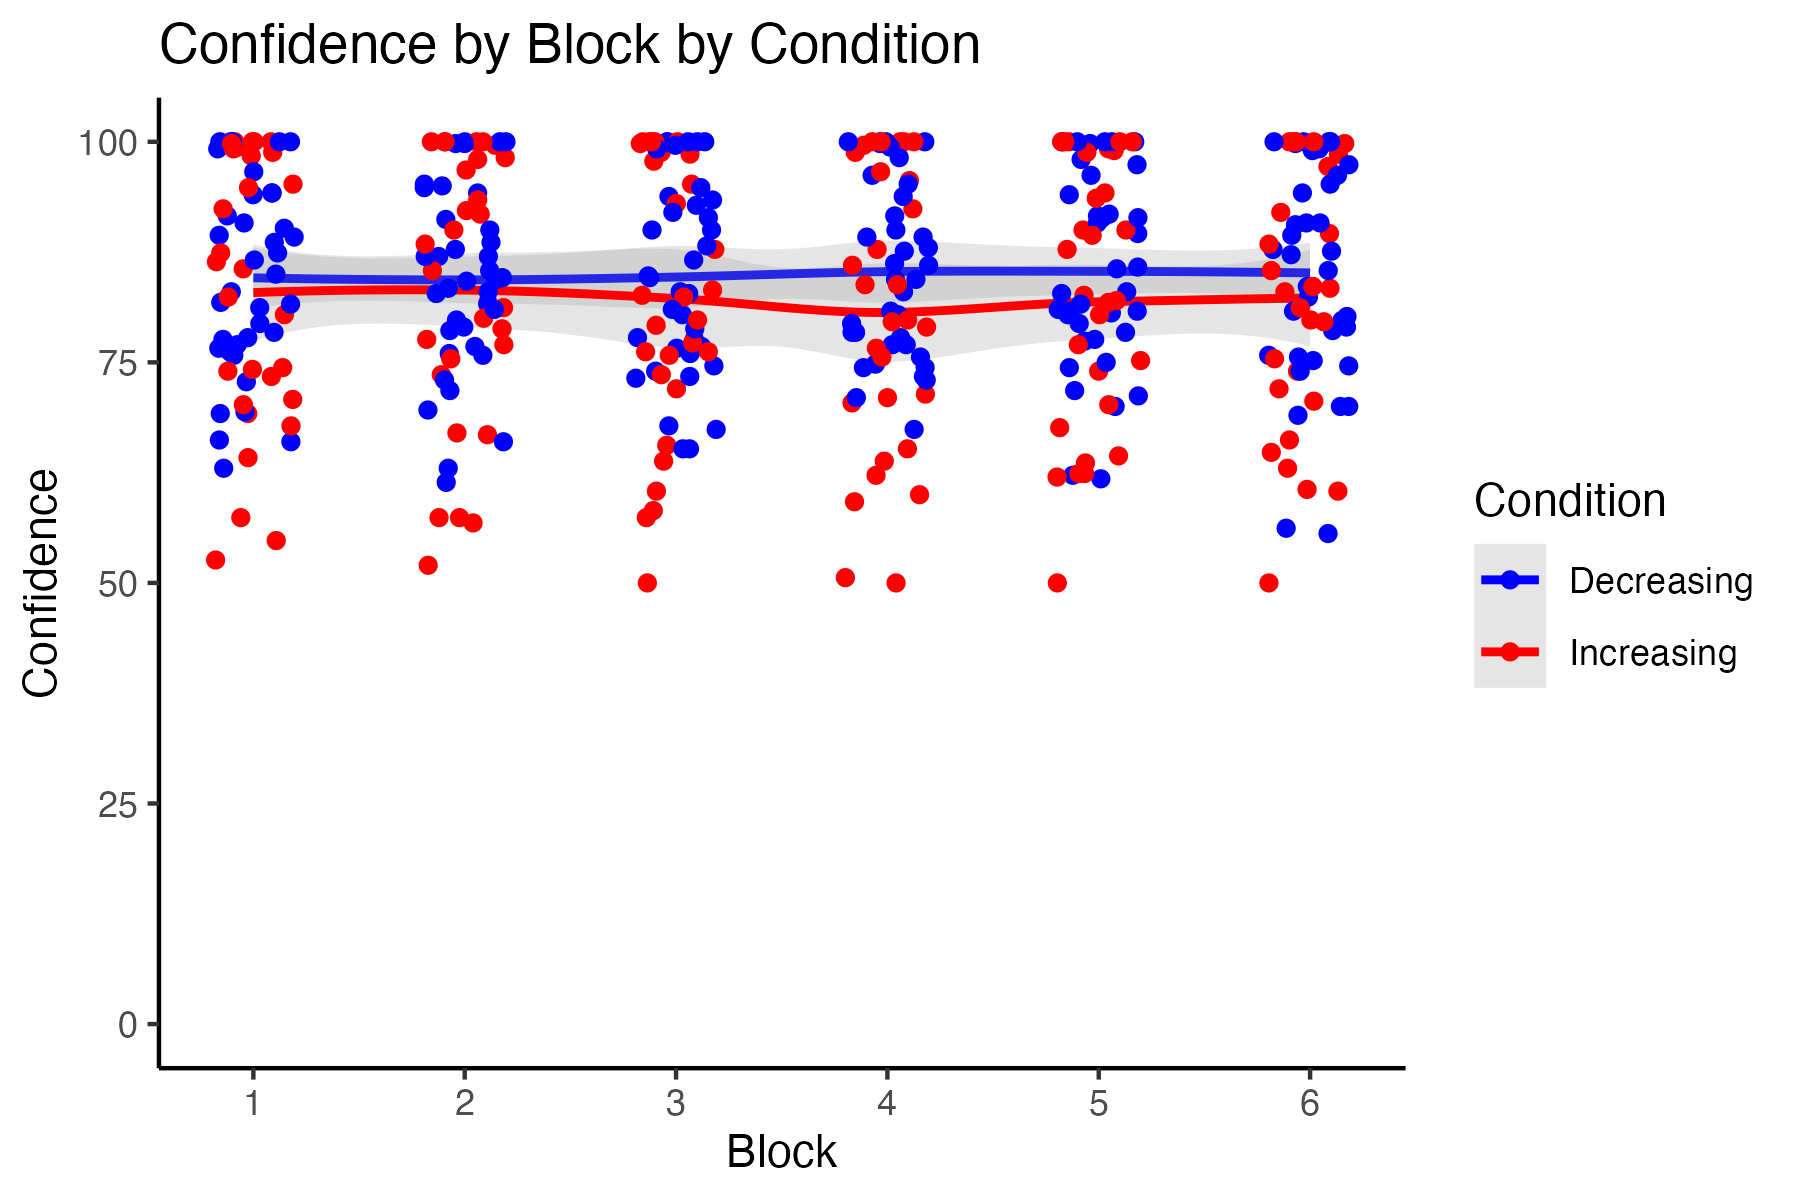 Confidence by Block by Condition
Confidence
100
75
50
25
0
1 2 3 4 5 6
Block
Condition
Decreasing
Increasing